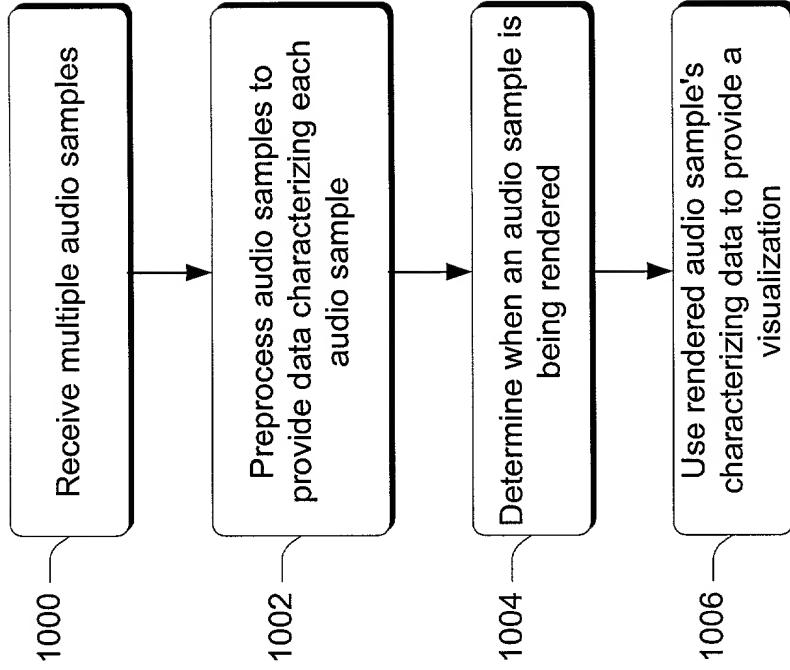 1000
Receive multiple audio samples
1002
Preprocess audio samples to
provide data characterizing each
audio sample
1004
Determine when an audio sample is
being rendered
1006
Use rendered audio sample's
characterizing data to provide a
visualization